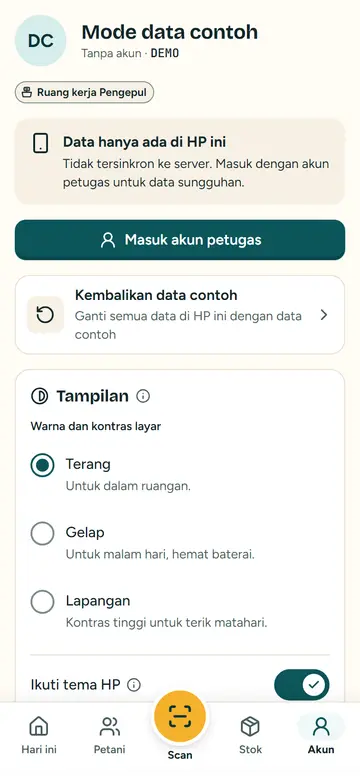 DC
Mode data contoh
Tanpa akun · DEMO
Ruang kerja Pengepul
Data hanya ada di HP ini
Tidak tersinkron ke server. Masuk dengan akun
petugas untuk data sungguhan.
Masuk akun petugas
Kembalikan data contoh
Ganti semua data di HP ini dengan data
contoh
Tampilan
Warna dan kontras layar
Terang
Untuk dalam ruangan.
Gelap
Untuk malam hari, hemat baterai.
Lapangan
Kontras tinggi untuk terik matahari.
Ikuti tema HP
Hari ini
Petani
Scan
Stok
Akun